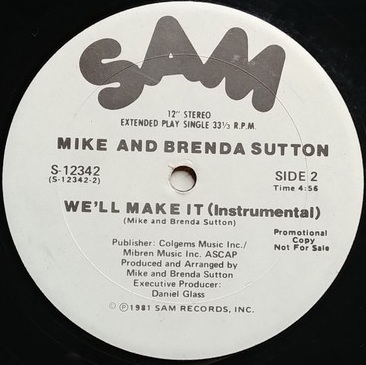 SAM
12" STEREO
EXTENDED PLAY SINGLE 33⅓ R.P.M.
MIKE AND BRENDA SUTTON
S-12342
(S-12342-2)
SIDE 2
Time 4:56
WE'LL MAKE IT (Instrumental)
(Mike and Brenda Sutton)
Promotional
Copy
Not For Sale
Publisher: Colgems Music Inc./
Mibren Music Inc. ASCAP
Produced and Arranged by
Mike and Brenda Sutton
Executive Producer:
Daniel Glass
© ℗ 1981 SAM RECORDS, INC.